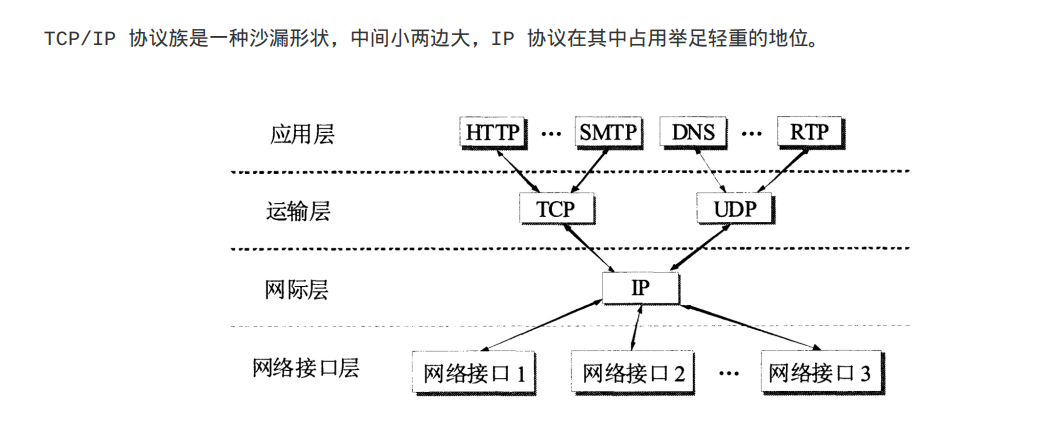 TCP/IP 协议族是一种沙漏形状，中间小两边大，IP 协议在其中占用举足轻重的地位。
应用层 HTTP … SMTP DNS … RTP
运输层 TCP UDP
网际层 IP
网络接口层 网络接口 1 网络接口 2 … 网络接口 3